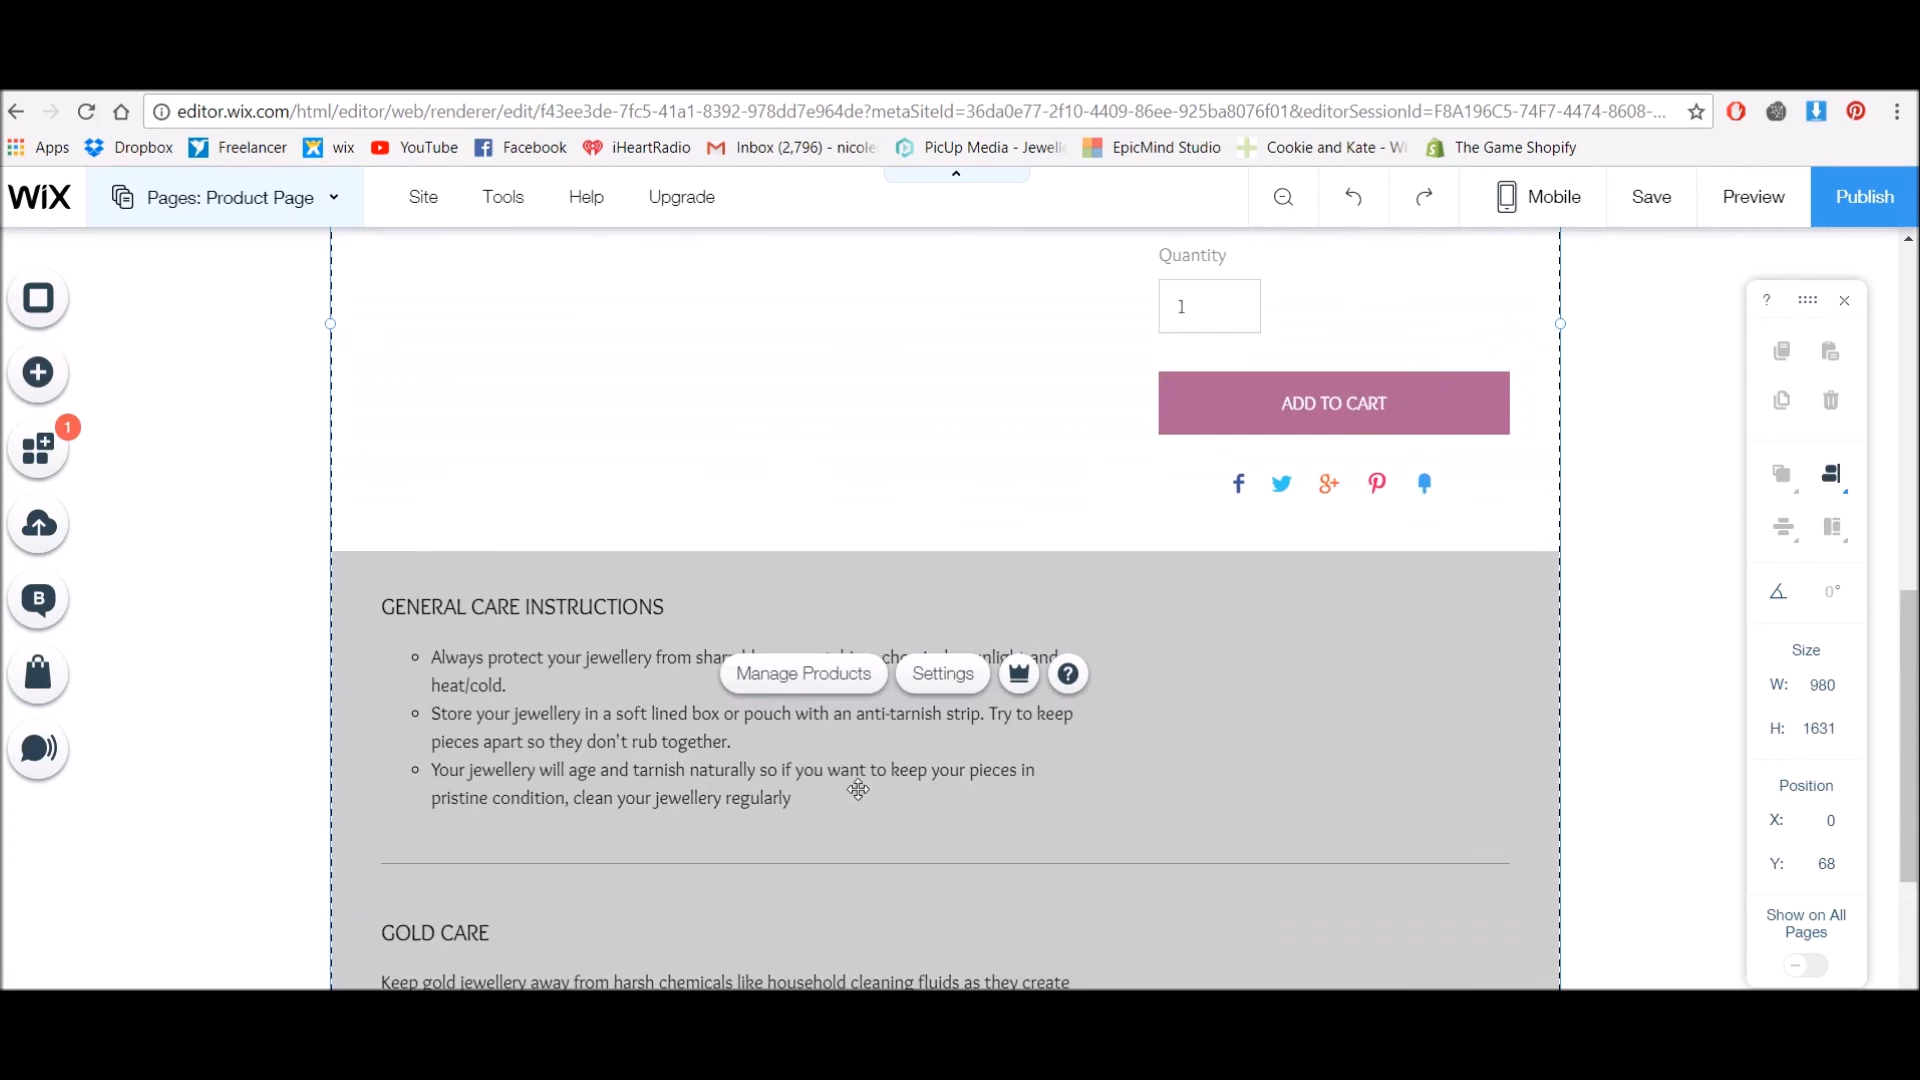 editor.wix.com/html/editor/web/renderer/edit/f43ee3de-7fc5-41a1-8392-978dd7e964de?metaSiteId=36da0e77-2f10-4409-86ee-925ba8076f01&editorSessionId=F8A196C5-74F7-4474-8608-...
Apps Dropbox Freelancer wix YouTube Facebook iHeartRadio Inbox (2,796) - nicole PicUp Media - Jewell EpicMind Studio Cookie and Kate - Wi The Game Shopify
WiX Pages: Product Page Site Tools Help Upgrade Mobile Save Preview Publish
Quantity
1
ADD TO CART
GENERAL CARE INSTRUCTIONS
Always protect your jewellery from and
heat/cold.
Manage Products Settings ?
Store your jewellery in a soft lined box or pouch with an anti-tarnish strip. Try to keep
pieces apart so they don't rub together.
Your jewellery will age and tarnish naturally so if you want to keep your pieces in
pristine condition, clean your jewellery regularly
GOLD CARE
Keep gold jewellery away from harsh chemicals like household cleaning fluids as they create
1
B
?
0°
Size
W: 980
H: 1631
Position
X: 0
Y: 68
Show on All
Pages